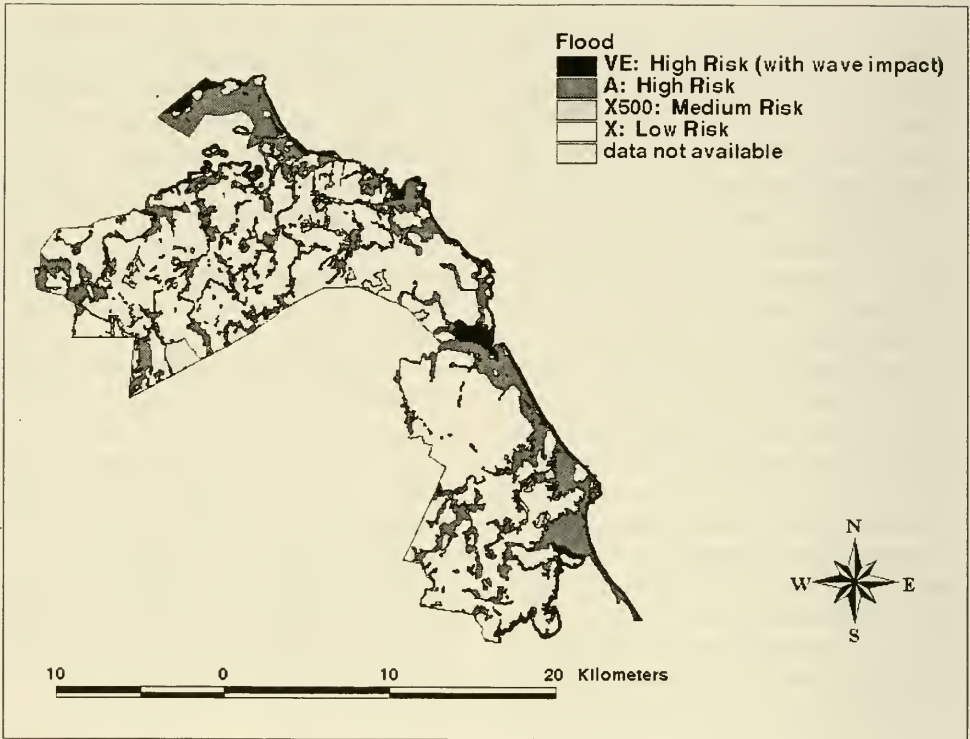 Flood
VE: High Risk (with wave impact)
A: High Risk
X500: Medium Risk
X: Low Risk
data not available
N
W E
S
10 0 10 20 Kilometers